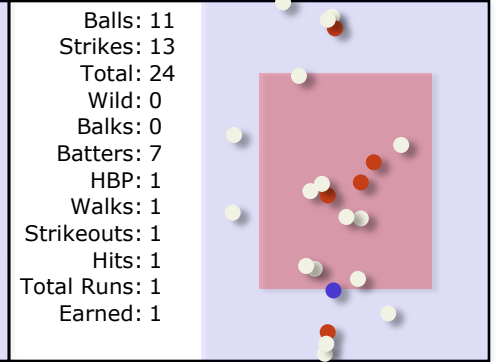 Balls: 11
Strikes: 13
Total: 24
Wild: 0
Balks: 0
Batters: 7
HBP: 1
Walks: 1
Strikeouts: 1
Hits: 1
Total Runs: 1
Earned: 1